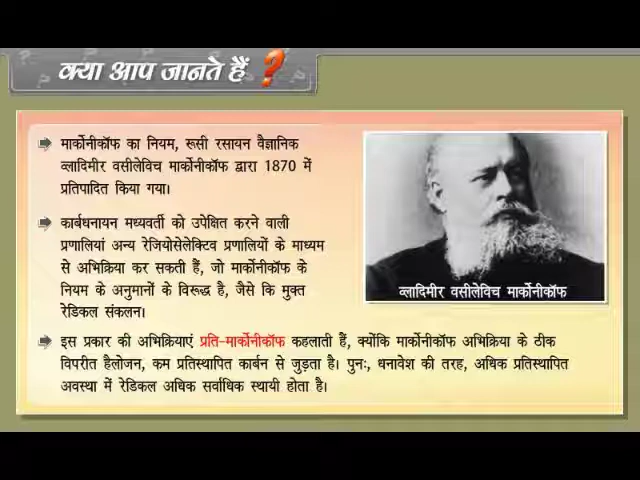 क्या आप जानते हैं ?
मार्कोनीकॉफ का नियम, रूसी रसायन वैज्ञानिक
व्लादिमीर वसीलेविच मार्कोनीकॉफ द्वारा 1870 में
प्रतिपादित किया गया।
कार्बधनायन मध्यवर्ती को उपेक्षित करने वाली
प्रणालियां अन्य रेजियोसेलेक्टिव प्रणालियों के माध्यम
से अभिक्रिया कर सकती हैं, जो मार्कोनीकॉफ के
नियम के अनुमानों के विरूद्ध है, जैसे कि मुक्त
रेडिकल संकलन।
व्लादिमीर वसीलेविच मार्कोनीकॉफ
इस प्रकार की अभिक्रियाएं प्रति-मार्कोनीकॉफ कहलाती हैं, क्योंकि मार्कोनीकॉफ अभिक्रिया के ठीक
विपरीत हैलोजन, कम प्रतिस्थापित कार्बन से जुड़ता है। पुनः, धनावेश की तरह, अधिक प्रतिस्थापित
अवस्था में रेडिकल अधिक सर्वाधिक स्थायी होता है।